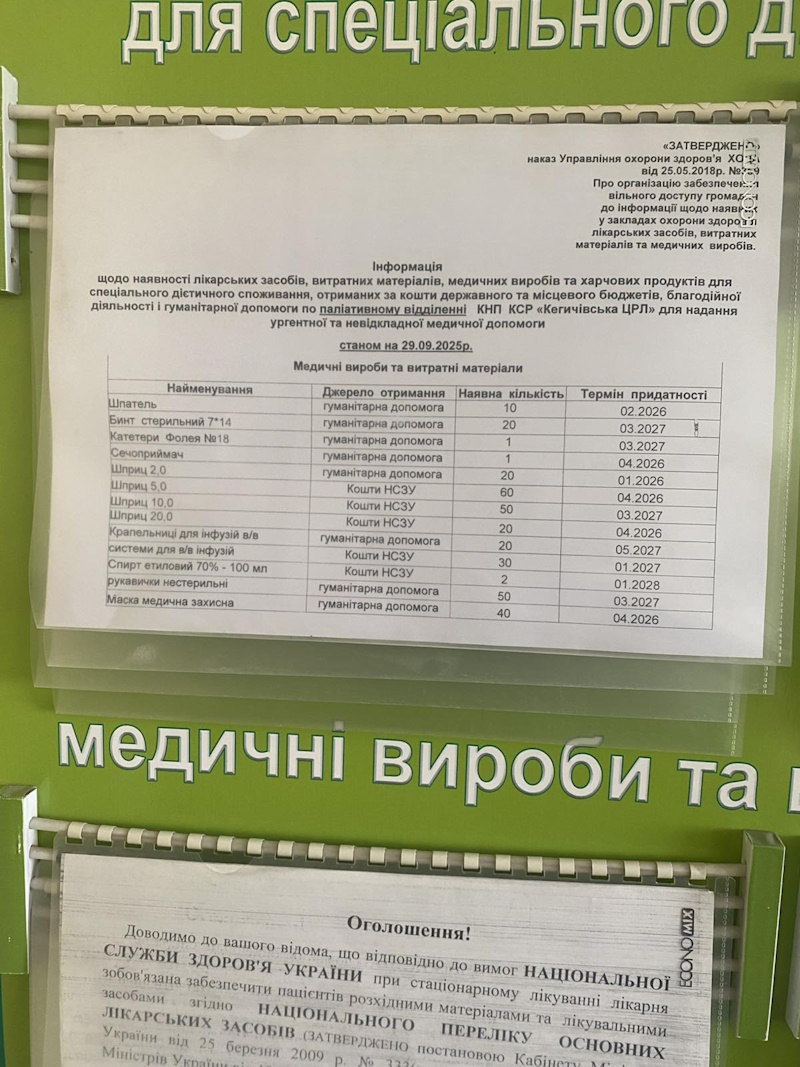 для спеціального д
«ЗАТВЕРДЖЕНО»
наказ Управління охорони здоров'я ХОДА
від 25.05.2018р.
Про організацію забезпечення
вільного доступу громадян
до інформації щодо наявних
у закладах охорони здоров'я
лікарських засобів, витратних
матеріалів та медичних виробів.
Інформація
щодо наявності лікарських засобів, витратних матеріалів, медичних виробів та харчових продуктів для
спеціального дієтичного споживання, отриманих за кошти державного та місцевого бюджетів, благодійної
діяльності і гуманітарної допомоги по паліативному відділенні КНП КСР «Кегичівська ЦРЛ» для надання
ургентної та невідкладної медичної допомоги
станом на 29.09.2025р.
Медичні вироби та витратні матеріали
Найменування Джерело отримання Наявна кількість Термін придатності
Шпатель гуманітарна допомога 10 02.2026
Бинт стерильний 7*14 гуманітарна допомога 20 03.2027
Катетери Фолея №18 гуманітарна допомога 1 03.2027
Сечоприймач гуманітарна допомога 1 04.2026
Шприц 2,0 гуманітарна допомога 20 01.2026
Шприц 5,0 Кошти НСЗУ 60 04.2026
Шприц 10,0 Кошти НСЗУ 50 03.2027
Шприц 20,0 Кошти НСЗУ 20 04.2026
Крапельниці для інфузій в/в гуманітарна допомога 20 05.2027
системи для в/в інфузій Кошти НСЗУ 30 01.2027
Спирт етиловий 70% - 100 мл Кошти НСЗУ 2 01.2028
рукавички нестерильні гуманітарна допомога 50 03.2027
Маска медична захисна гуманітарна допомога 40 04.2026
медичні вироби та
ECONOMIX
Оголошення!
Доводимо до вашого відома, що відповідно до вимог НАЦІОНАЛЬНОЇ
СЛУЖБИ ЗДОРОВ'Я УКРАЇНИ при стаціонарному лікуванні лікарня
зобов'язана забезпечити пацієнтів розхідними матеріалами та лікувальними
засобами згідно НАЦІОНАЛЬНОГО ПЕРЕЛІКУ ОСНОВНИХ
ЛІКАРСЬКИХ ЗАСОБІВ (ЗАТВЕРДЖЕНО постановою Кабінету
України від 25 березня 2009 р. №
Міністрів України від